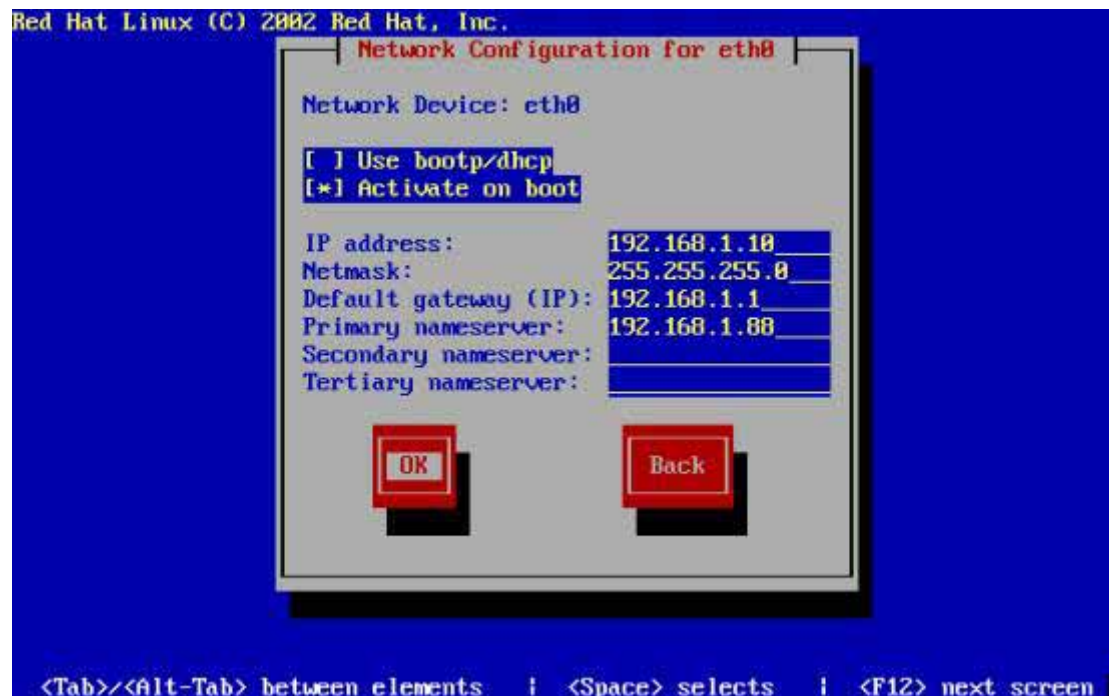 Red Hat Linux (C) 2002 Red Hat, Inc.
Network Configuration for eth0
Network Device: eth0
[ ] Use bootp/dhcp
[*] Activate on boot
IP address: 192.168.1.10
Netmask: 255.255.255.0
Default gateway (IP): 192.168.1.1
Primary nameserver: 192.168.1.88
Secondary nameserver:
Tertiary nameserver:
OK Back
<Tab>/<Alt-Tab> between elements | <Space> selects | <F12> next screen